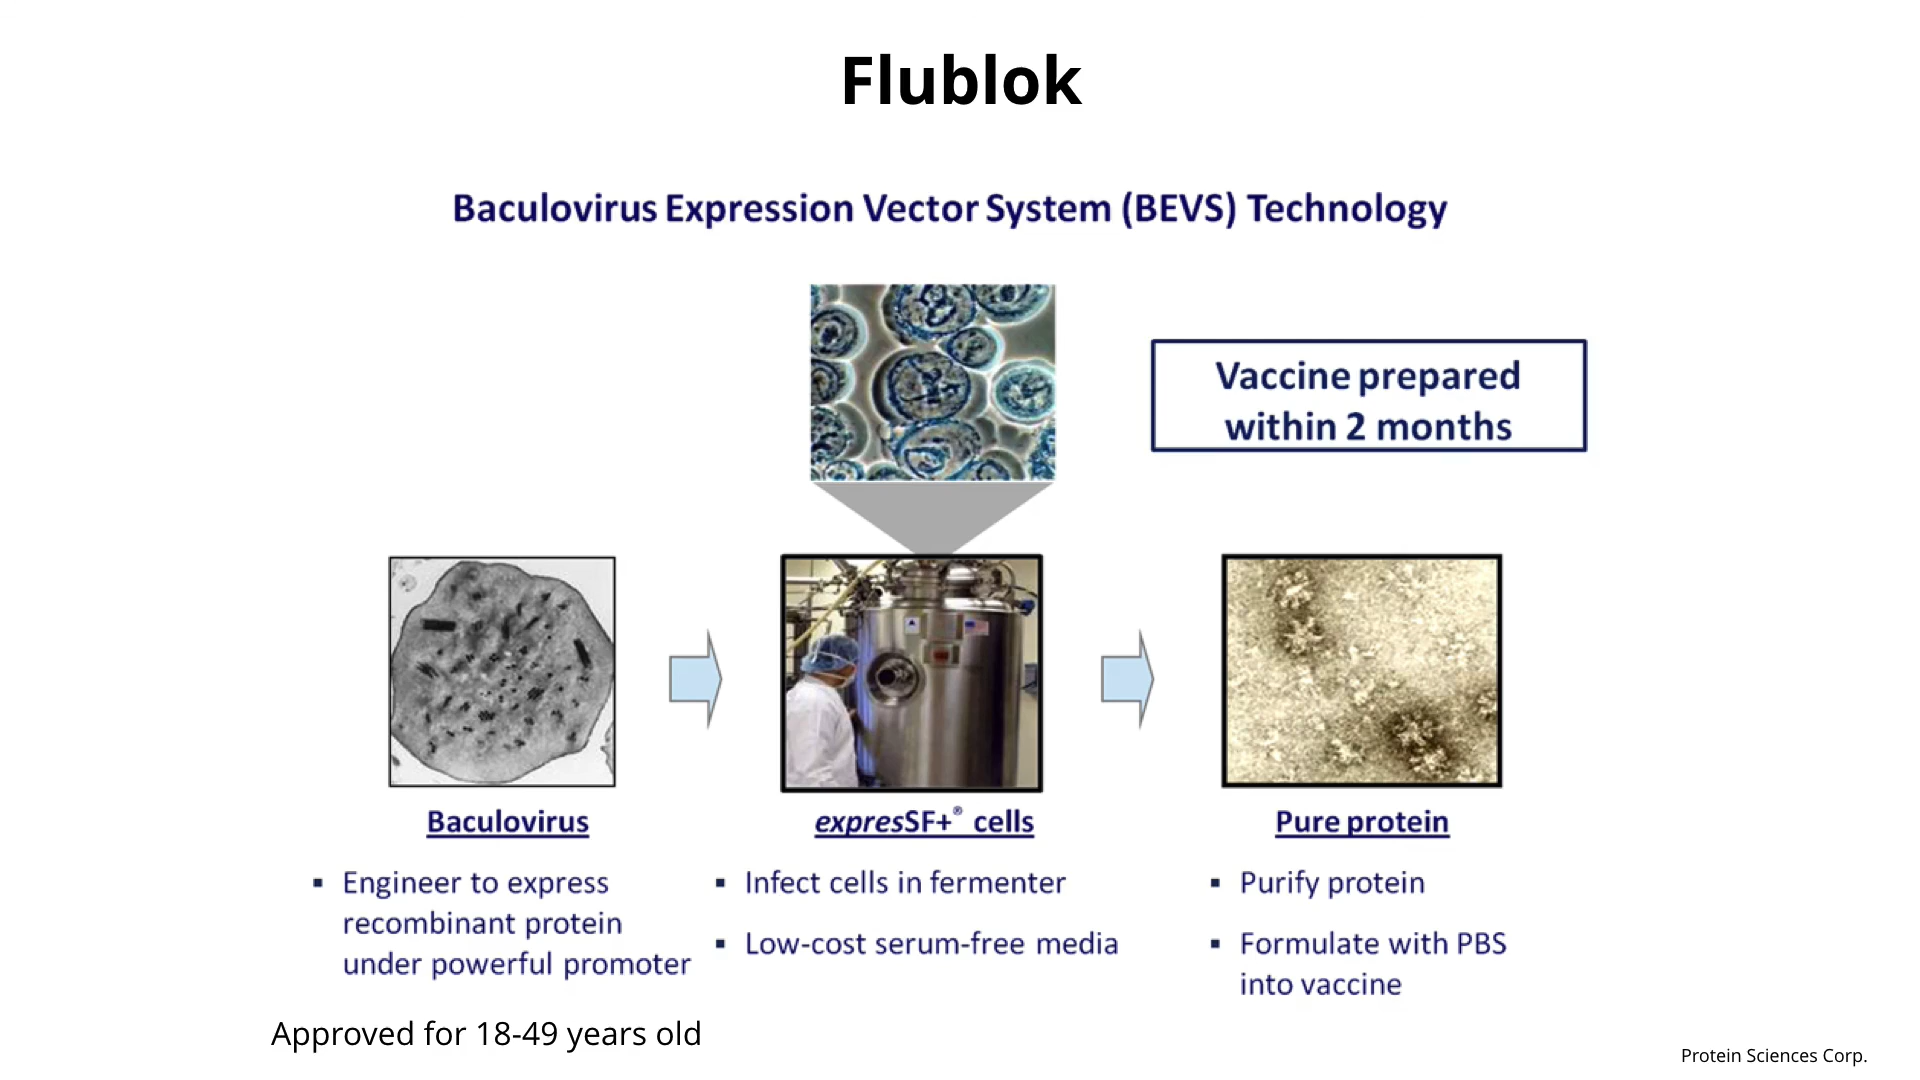 Flublok
Baculovirus Expression Vector System (BEVS) Technology
Vaccine prepared
within 2 months
Baculovirus
▪ Engineer to express
recombinant protein
under powerful promoter
expresSF+® cells
▪ Infect cells in fermenter
▪ Low-cost serum-free media
Pure protein
▪ Purify protein
▪ Formulate with PBS
into vaccine
Approved for 18-49 years old
Protein Sciences Corp.